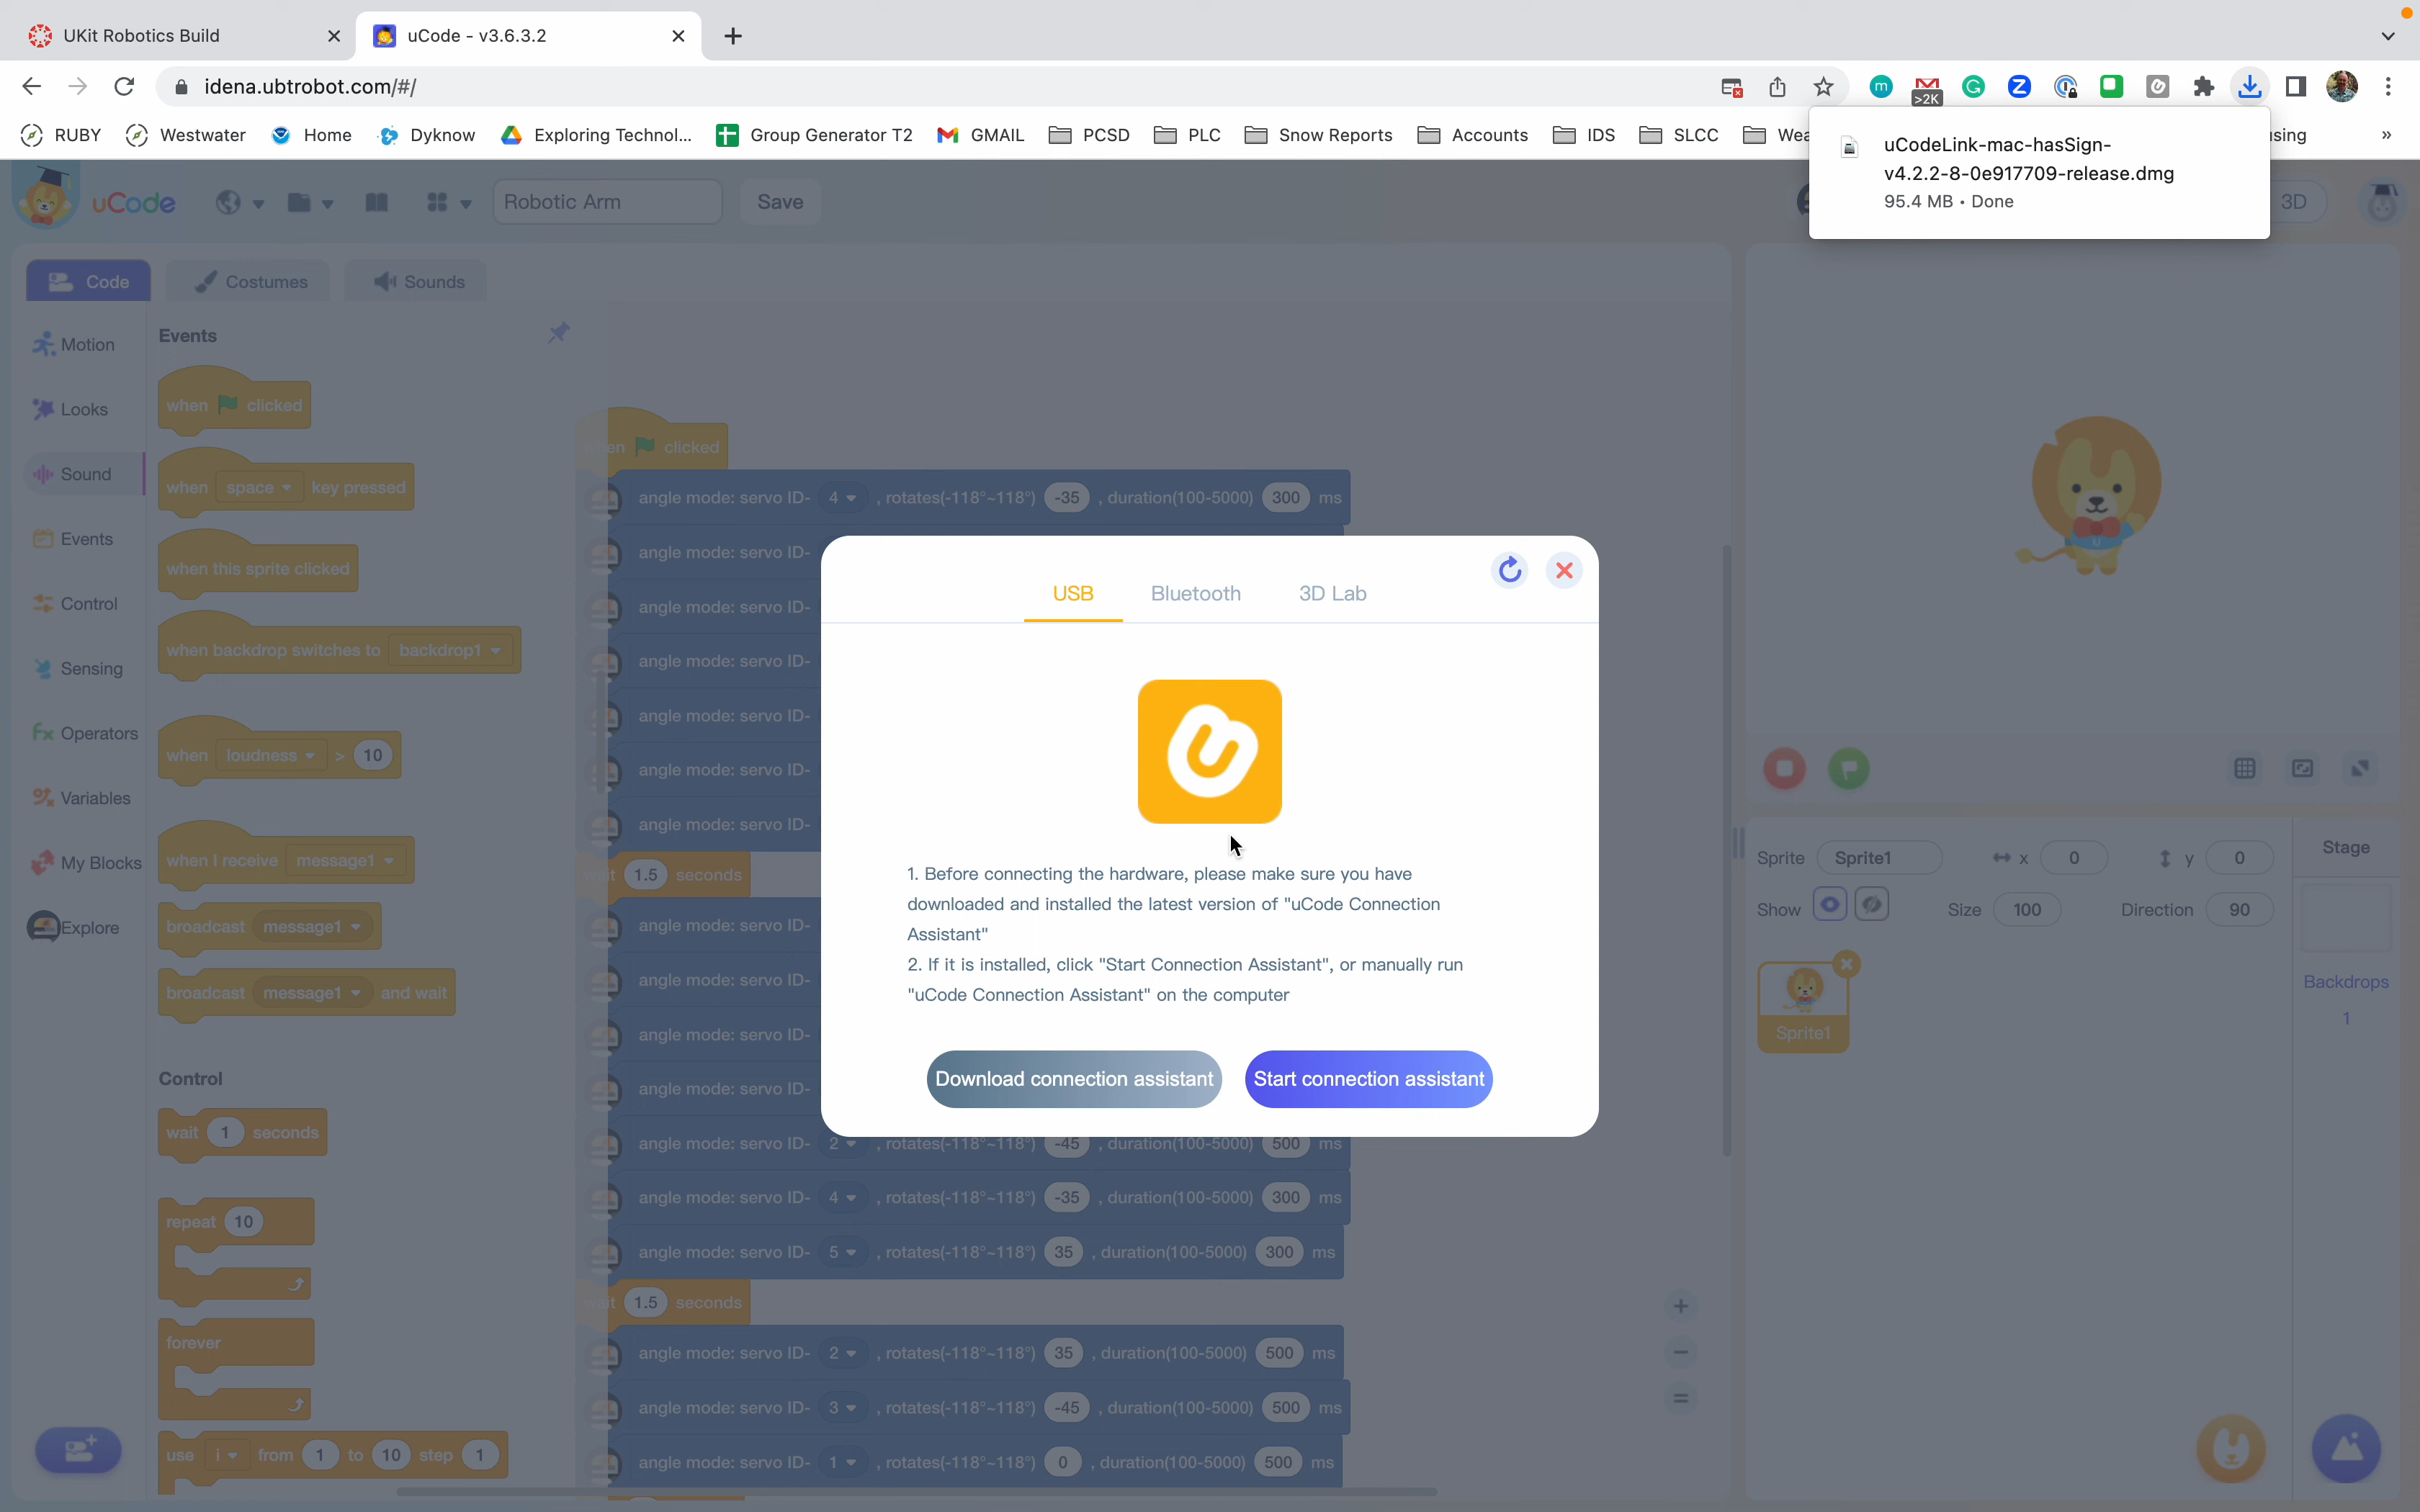 UKit Robotics Build
uCode - v3.6.3.2
idena.ubtrobot.com/#/
>2K
RUBY
Westwater
Home
Dyknow
Exploring Technol...
Group Generator T2
GMAIL
PCSD
PLC
Snow Reports
Accounts
IDS
SLCC
Wea
ising
»
uCodeLink-mac-hasSign-
v4.2.2-8-0e917709-release.dmg
95.4 MB • Done
uCode
Robotic Arm
Save
3D
Code
Costumes
Sounds
Motion
Looks
Sound
Events
Control
Sensing
Operators
Variables
My Blocks
Explore
Events
when clicked
when space key pressed
when this sprite clicked
when backdrop switches to backdrop1
when loudness > 10
when I receive message1
broadcast message1
broadcast message1 and wait
Control
wait 1 seconds
repeat 10
forever
use i from 1 to 10 step 1
en clicked
angle mode: servo ID- 4 , rotates(-118°~118°) -35 , duration(100-5000) 300 ms
angle mode: servo ID-
angle mode: servo ID-
angle mode: servo ID-
angle mode: servo ID-
angle mode: servo ID-
angle mode: servo ID-
it 1.5 seconds
angle mode: servo ID-
angle mode: servo ID-
angle mode: servo ID-
angle mode: servo ID-
angle mode: servo ID- 2 , rotates(-118°~118°) -45 , duration(100-5000) 500 ms
angle mode: servo ID- 4 , rotates(-118°~118°) -35 , duration(100-5000) 300 ms
angle mode: servo ID- 5 , rotates(-118°~118°) 35 , duration(100-5000) 300 ms
it 1.5 seconds
angle mode: servo ID- 2 , rotates(-118°~118°) 35 , duration(100-5000) 500 ms
angle mode: servo ID- 3 , rotates(-118°~118°) -45 , duration(100-5000) 500 ms
angle mode: servo ID- 1 , rotates(-118°~118°) 0 , duration(100-5000) 500 ms
USB
Bluetooth
3D Lab
1. Before connecting the hardware, please make sure you have
downloaded and installed the latest version of "uCode Connection
Assistant"
2. If it is installed, click "Start Connection Assistant", or manually run
"uCode Connection Assistant" on the computer
Download connection assistant
Start connection assistant
Sprite Sprite1 x 0 y 0
Show Size 100 Direction 90
Sprite1
Stage
Backdrops
1